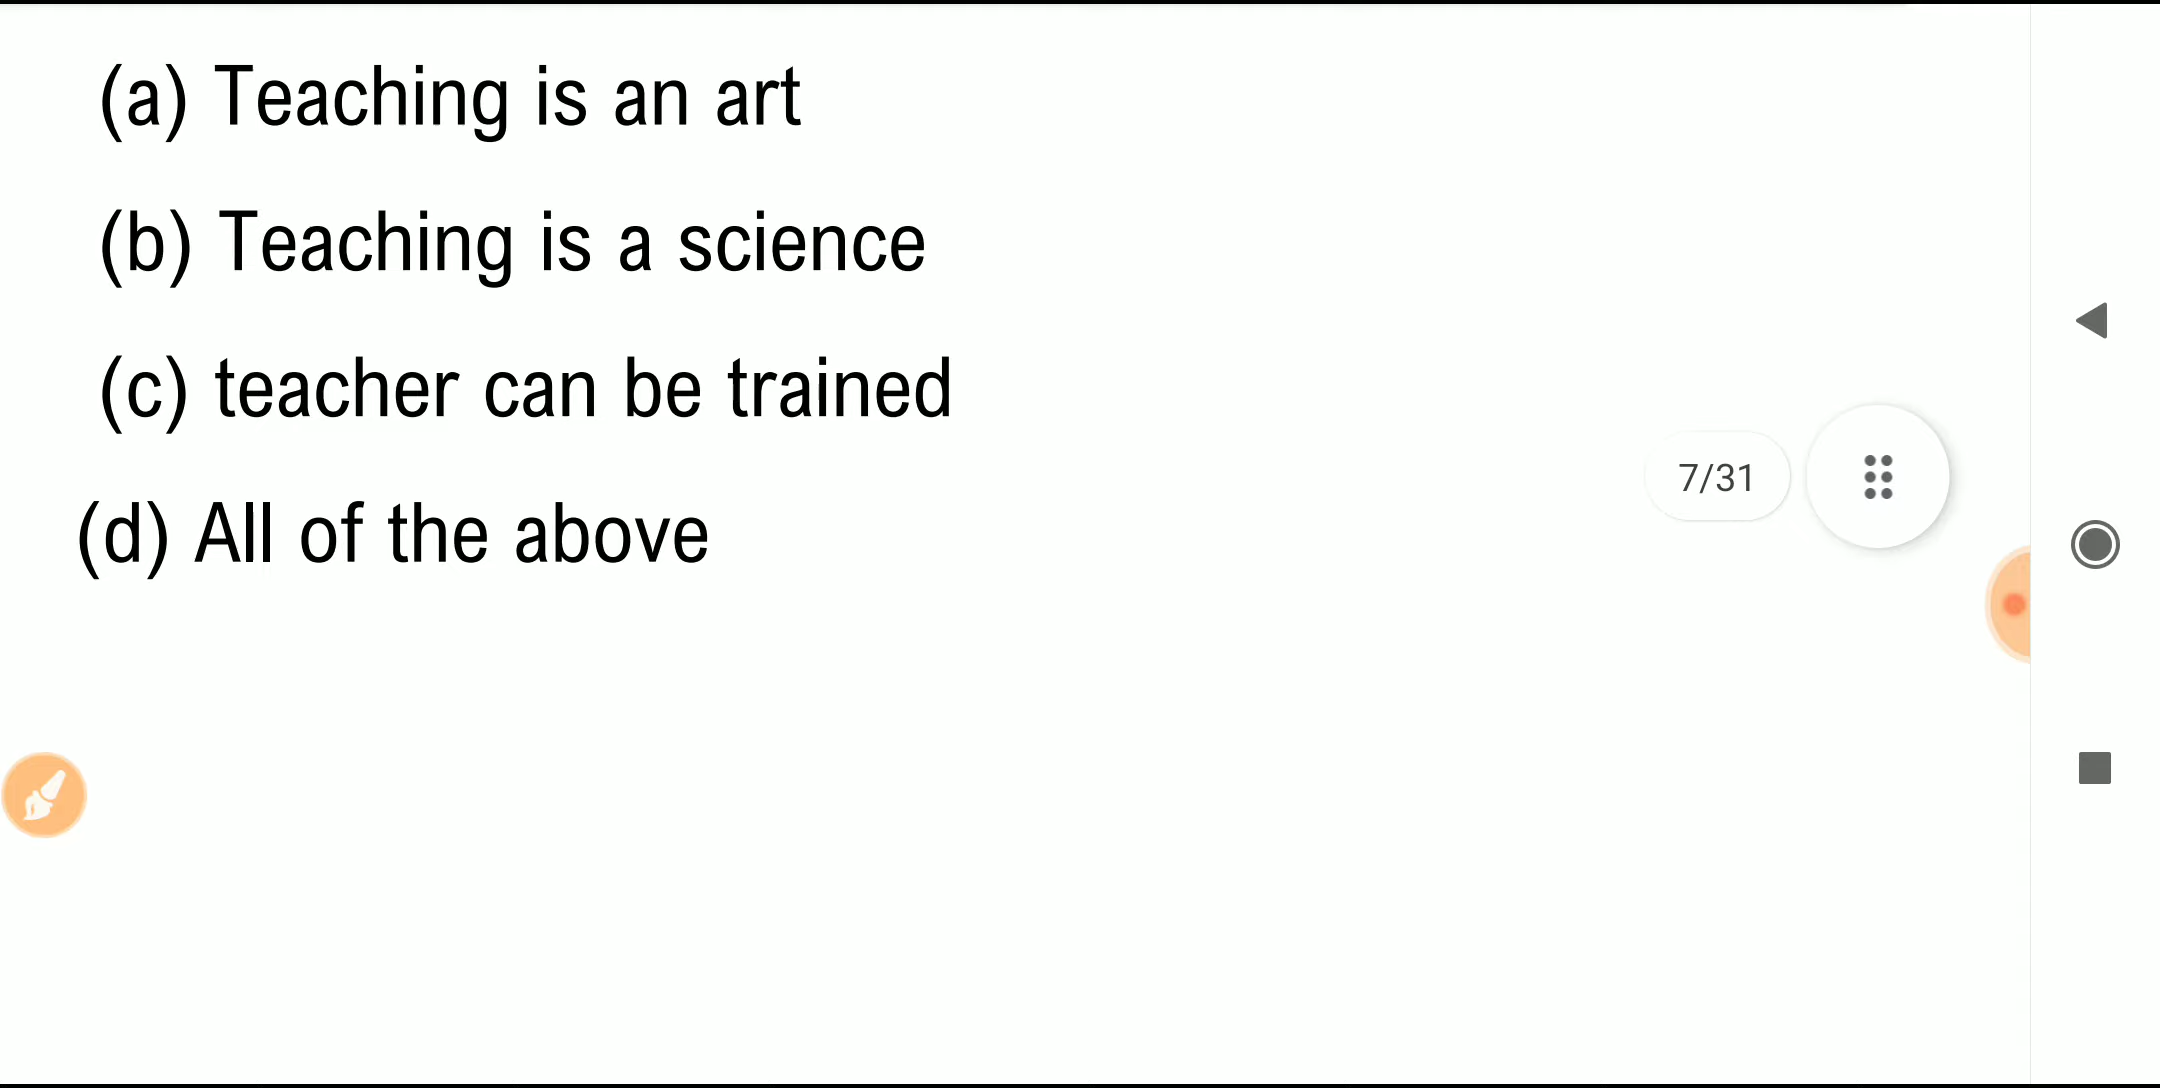 (a) Teaching is an art
(b) Teaching is a science
(c) teacher can be trained
7/31
(d) All of the above